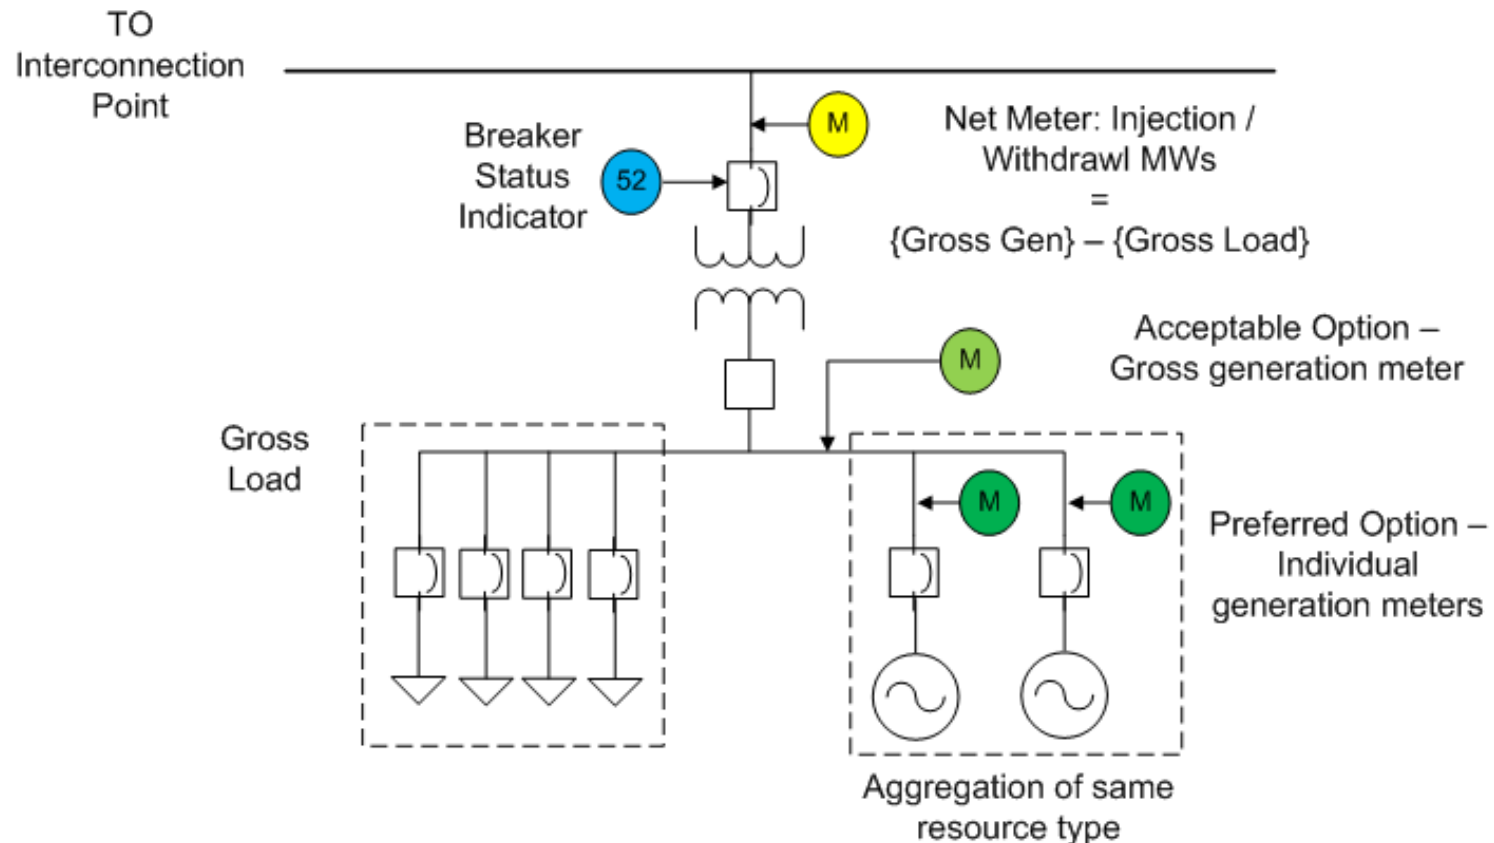 TO
Interconnection
Point
Breaker
Status
Indicator
52
M
Net Meter: Injection /
Withdrawl MWs
=
{Gross Gen} – {Gross Load}
M
Acceptable Option –
Gross generation meter
Gross
Load
M
M
Preferred Option –
Individual
generation meters
Aggregation of same
resource type